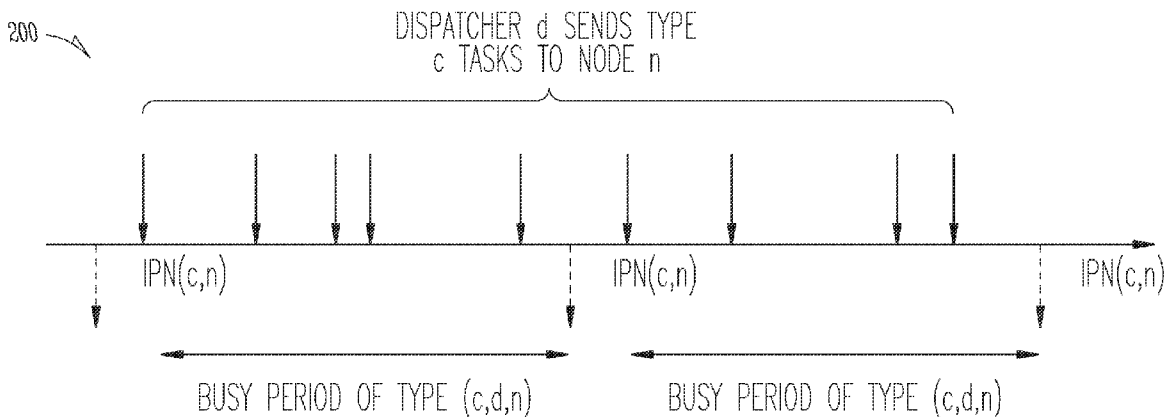 200
DISPATCHER d SENDS TYPE
c TASKS TO NODE n
IPN(c,n) IPN(c,n) IPN(c,n)
BUSY PERIOD OF TYPE (c,d,n) BUSY PERIOD OF TYPE (c,d,n)